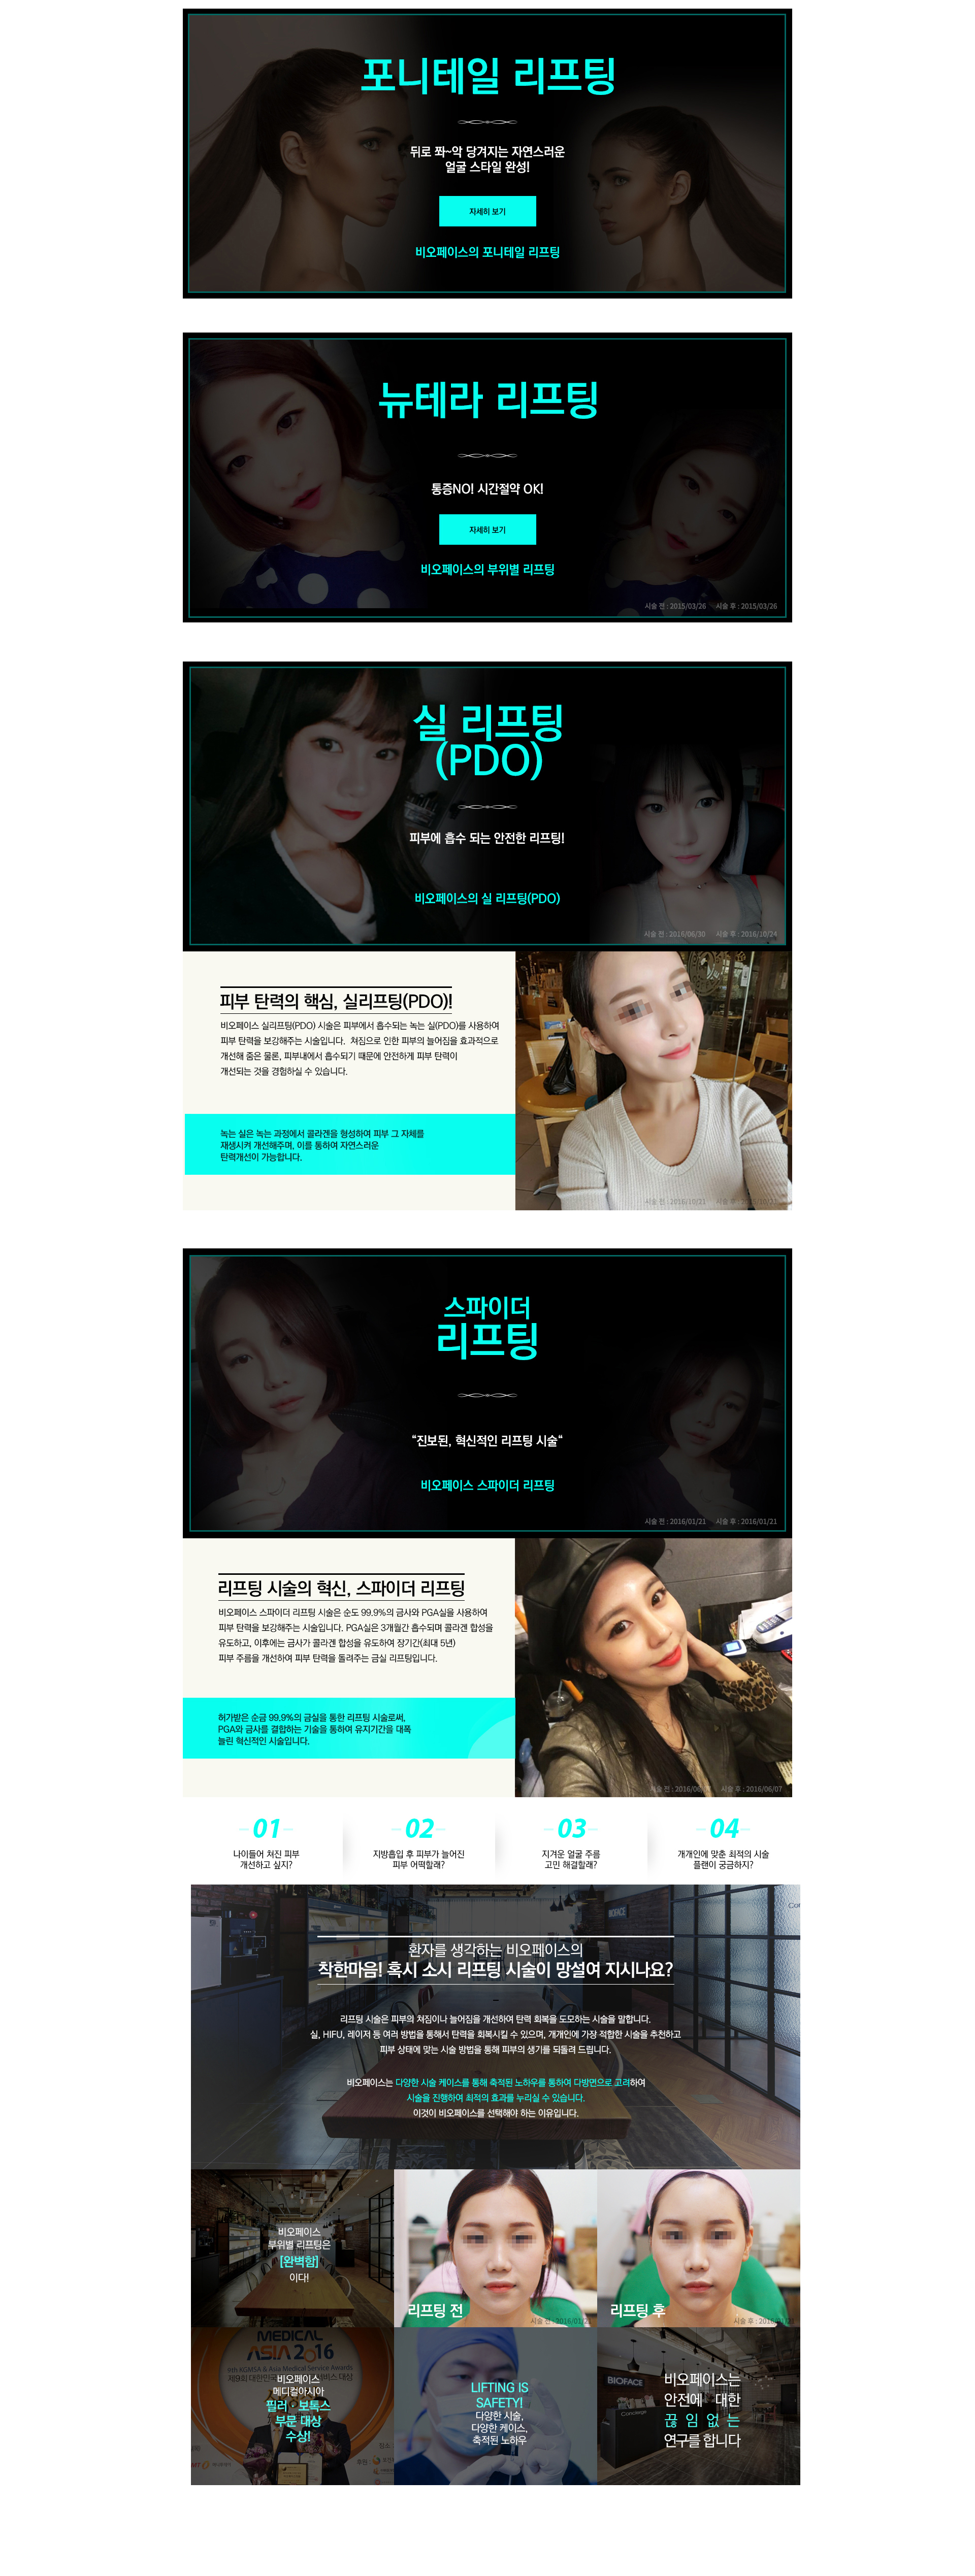 포니테일 리프팅
뒤로 쫘~악 당겨지는 자연스러운
얼굴 스타일 완성!
자세히 보기
비오페이스의 포니테일 리프팅
뉴테라 리프팅
통증NO! 시간절약 OK!
자세히 보기
비오페이스의 부위별 리프팅
시술 전 : 2015/03/26 시술 후 : 2015/03/26
실 리프팅
(PDO)
피부에 흡수 되는 안전한 리프팅!
비오페이스의 실 리프팅(PDO)
시술 전 : 2016/06/30 시술 후 : 2016/10/24
피부 탄력의 핵심, 실리프팅(PDO)!
비오페이스 실리프팅(PDO) 시술은 피부에서 흡수되는 녹는 실(PDO)를 사용하여
피부 탄력을 보강해주는 시술입니다. 쳐짐으로 인한 피부의 늘어짐을 효과적으로
개선해 줌은 물론, 피부내에서 흡수되기 때문에 안전하게 피부 탄력이
개선되는 것을 경험하실 수 있습니다.
녹는 실은 녹는 과정에서 콜라겐을 형성하여 피부 그 자체를
재생시켜 개선해주며, 이를 통하여 자연스러운
탄력개선이 가능합니다.
시술 전 : 2016/10/21 시술 후 :
스파이더
리프팅
“진보된, 혁신적인 리프팅 시술“
비오페이스 스파이더 리프팅
시술 전 : 2016/01/21 시술 후 : 2016/01/21
리프팅 시술의 혁신, 스파이더 리프팅
비오페이스 스파이더 리프팅 시술은 순도 99.9%의 금사와 PGA실을 사용하여
피부 탄력을 보강해주는 시술입니다. PGA실은 3개월간 흡수되며 콜라겐 합성을
유도하고, 이후에는 금사가 콜라겐 합성을 유도하여 장기간(최대 5년)
피부 주름을 개선하여 피부 탄력을 돌려주는 금실 리프팅입니다.
허가받은 순금 99.9%의 금실을 통한 리프팅 시술로써,
PGA와 금사를 결합하는 기술을 통하여 유지기간을 대폭
늘린 혁신적인 시술입니다.
시술 전 : 시술 후 : 2016/06/07
01
나이들어 쳐진 피부
개선하고 싶지?
02
지방흡입 후 피부가 늘어진
피부 어떡할래?
03
지겨운 얼굴 주름
고민 해결할래?
04
개개인에 맞춘 최적의 시술
플랜이 궁금하지?
환자를 생각하는 비오페이스의
착한마음! 혹시 소시 리프팅 시술이 망설여 지시나요?
리프팅 시술은 피부의 쳐짐이나 늘어짐을 개선하여 탄력 회복을 도모하는 시술을 말합니다.
실, HIFU, 레이저 등 여러 방법을 통해서 탄력을 회복시킬 수 있으며, 개개인에 가장 적합한 시술을 추천하고
피부 상태에 맞는 시술 방법을 통해 피부의 생기를 되돌려 드립니다.
비오페이스는 다양한 시술 케이스를 통해 축적된 노하우를 통하여 다방면으로 고려하여
시술을 진행하여 최적의 효과를 누리실 수 있습니다.
이것이 비오페이스를 선택해야 하는 이유입니다.
비오페이스
부위별 리프팅은
[완벽함]
이다!
리프팅 전
리프팅 후
MEDICAL
ASIA 2016
비오페이스
메디컬아시아
필러·보톡스
부문 대상
수상!
LIFTING IS
SAFETY!
다양한 시술,
다양한 케이스,
축적된 노하우
BIOFACE
Concierge
비오페이스는
안전에 대한
끊 임 없 는
연구를 합니다